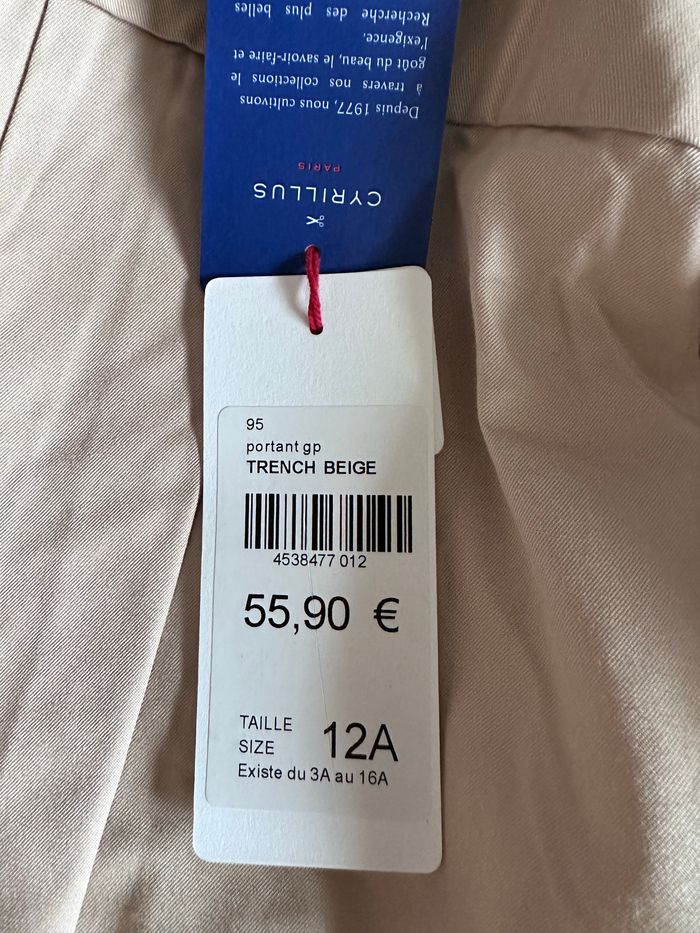 CYRILLUS
PARIS
Depuis 1977, nous cultivons
à travers nos collections le
goût du beau, le savoir-faire et
l'exigence.
Recherche des plus belles
95
portant gp
TRENCH BEIGE
4538477 012
55,90 €
TAILLE
SIZE
12A
Existe du 3A au 16A